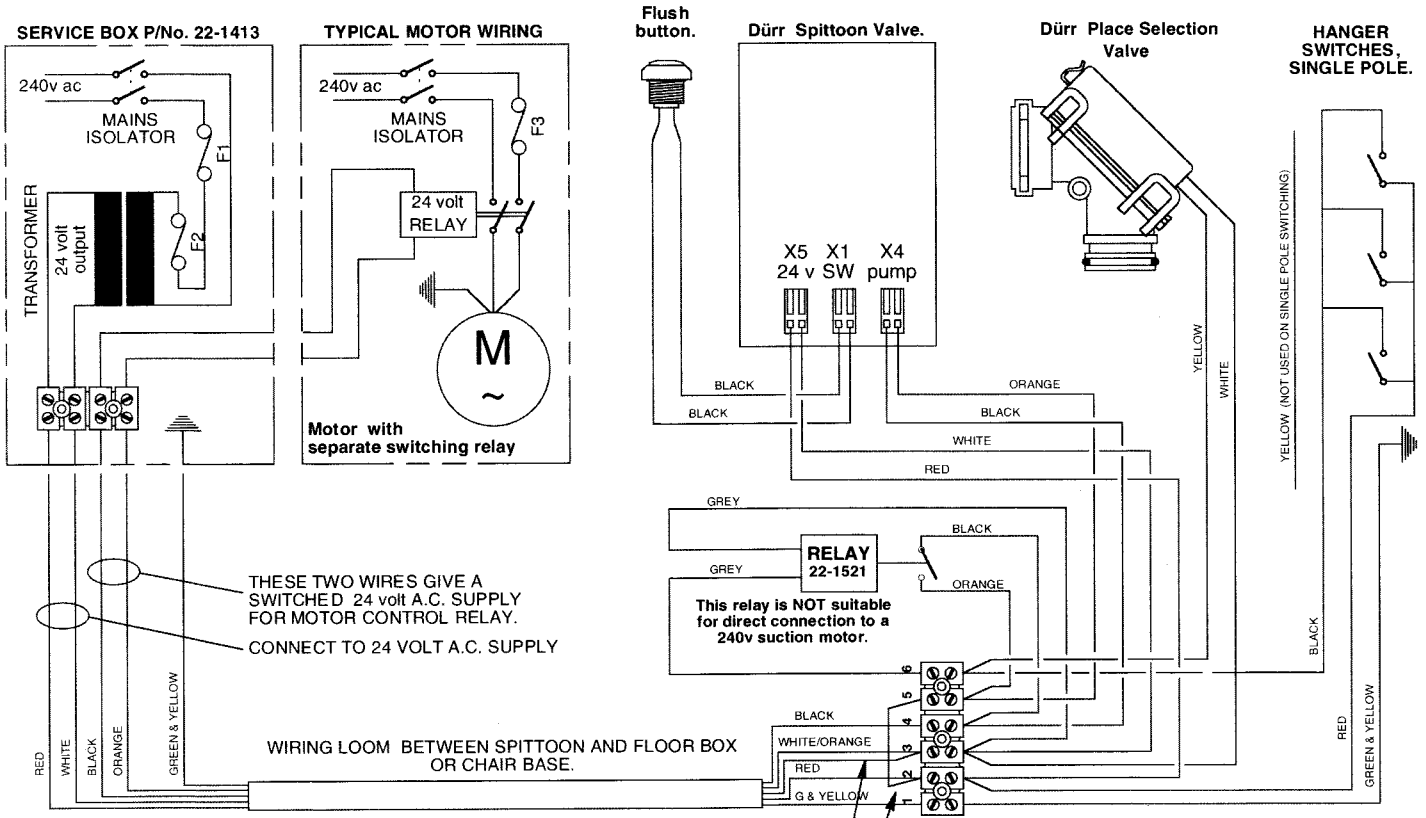 SERVICE BOX P/No. 22-1413
240v ac
MAINS
ISOLATOR
F1
F2
TRANSFORMER
24 volt
output
TYPICAL MOTOR WIRING
240v ac
MAINS
ISOLATOR
F3
24 volt
RELAY
M
~
Motor with
separate switching relay
Flush
button.
Dürr Spittoon Valve.
X5 X1 X4
24 v SW pump
Dürr Place Selection
Valve
HANGER
SWITCHES,
SINGLE POLE.
YELLOW (NOT USED ON SINGLE POLE SWITCHING)
YELLOW
WHITE
BLACK
BLACK
ORANGE
BLACK
WHITE
RED
GREY
GREY
RELAY
22-1521
BLACK
ORANGE
This relay is NOT suitable
for direct connection to a
240v suction motor.
THESE TWO WIRES GIVE A
SWITCHED 24 volt A.C. SUPPLY
FOR MOTOR CONTROL RELAY.
CONNECT TO 24 VOLT A.C. SUPPLY
RED
WHITE
BLACK
ORANGE
GREEN & YELLOW
WIRING LOOM BETWEEN SPITTOON AND FLOOR BOX
OR CHAIR BASE.
BLACK
WHITE/ORANGE
RED
G & YELLOW
6
5
4
3
2
1
BLACK
RED
GREEN & YELLOW